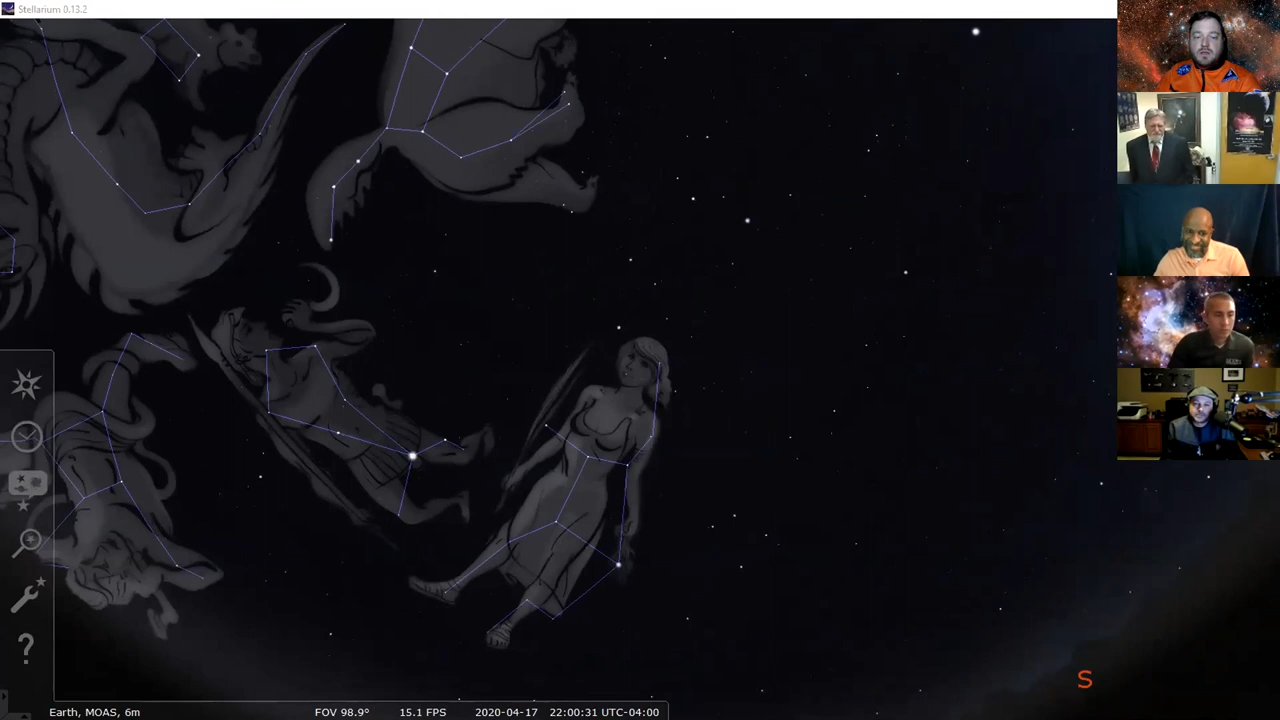 Stellarium 0.13.2
S
Earth, MOAS, 6m FOV 98.9° 15.1 FPS 2020-04-17 22:00:31 UTC-04:00